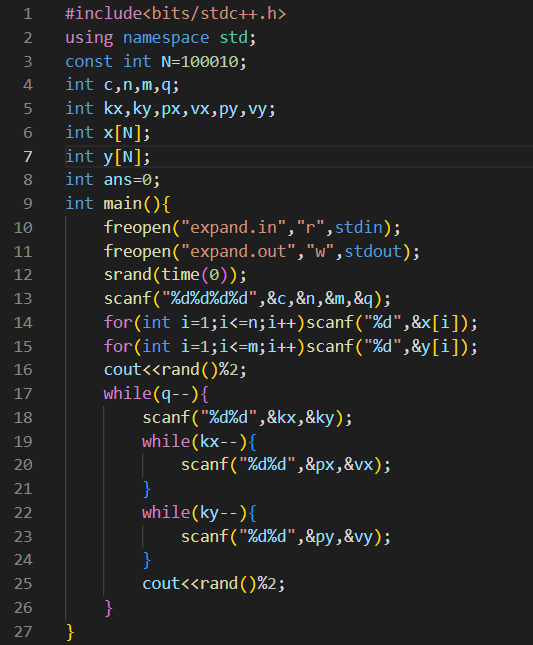 1 #include<bits/stdc++.h>
2 using namespace std;
3 const int N=100010;
4 int c,n,m,q;
5 int kx,ky,px,vx,py,vy;
6 int x[N];
7 int y[N];
8 int ans=0;
9 int main(){
10 freopen("expand.in","r",stdin);
11 freopen("expand.out","w",stdout);
12 srand(time(0));
13 scanf("%d%d%d%d",&c,&n,&m,&q);
14 for(int i=1;i<=n;i++)scanf("%d",&x[i]);
15 for(int i=1;i<=m;i++)scanf("%d",&y[i]);
16 cout<<rand()%2;
17 while(q--){
18 scanf("%d%d",&kx,&ky);
19 while(kx--){
20 scanf("%d%d",&px,&vx);
21 }
22 while(ky--){
23 scanf("%d%d",&py,&vy);
24 }
25 cout<<rand()%2;
26 }
27 }